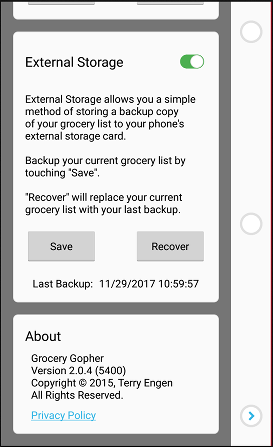 External Storage
External Storage allows you a simple
method of storing a backup copy
of your grocery list to your phone's
external storage card.
Backup your current grocery list by
touching "Save".
"Recover" will replace your current
grocery list with your last backup.
Save Recover
Last Backup: 11/29/2017 10:59:57
About
Grocery Gopher
Version 2.0.4 (5400)
Copyright © 2015, Terry Engen
All Rights Reserved.
Privacy Policy